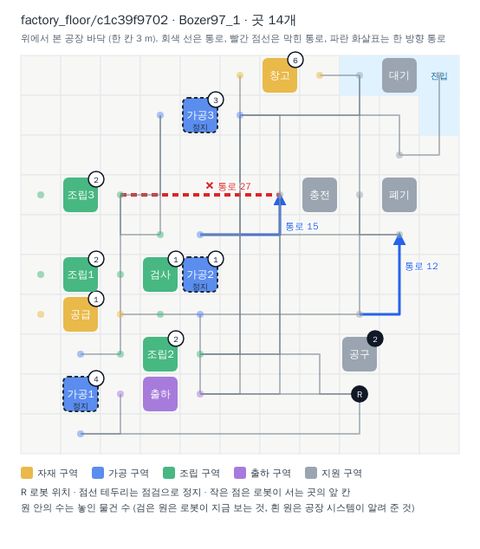 factory_floor/c1c39f9702 · Bozer97_1 · 곳 14개
위에서 본 공장 바닥 (한 칸 3 m). 회색 선은 통로, 빨간 점선은 막힌 통로, 파란 화살표는 한 방향 통로
창고 6
대기
가공3 3
정지
조립3 2
✕ 통로 27
충전
폐기
통로 15
조립1 2
검사 1
가공2 1
정지
통로 12
공급 1
조립2 2
공구 2
가공1 4
정지
출하
R
자재 구역 가공 구역 조립 구역 출하 구역 지원 구역
R 로봇 위치 · 점선 테두리는 점검으로 정지 · 작은 점은 로봇이 서는 곳의 앞 칸
원 안의 수는 놓인 물건 수 (검은 원은 로봇이 지금 보는 것, 흰 원은 공장 시스템이 알려 준 것)